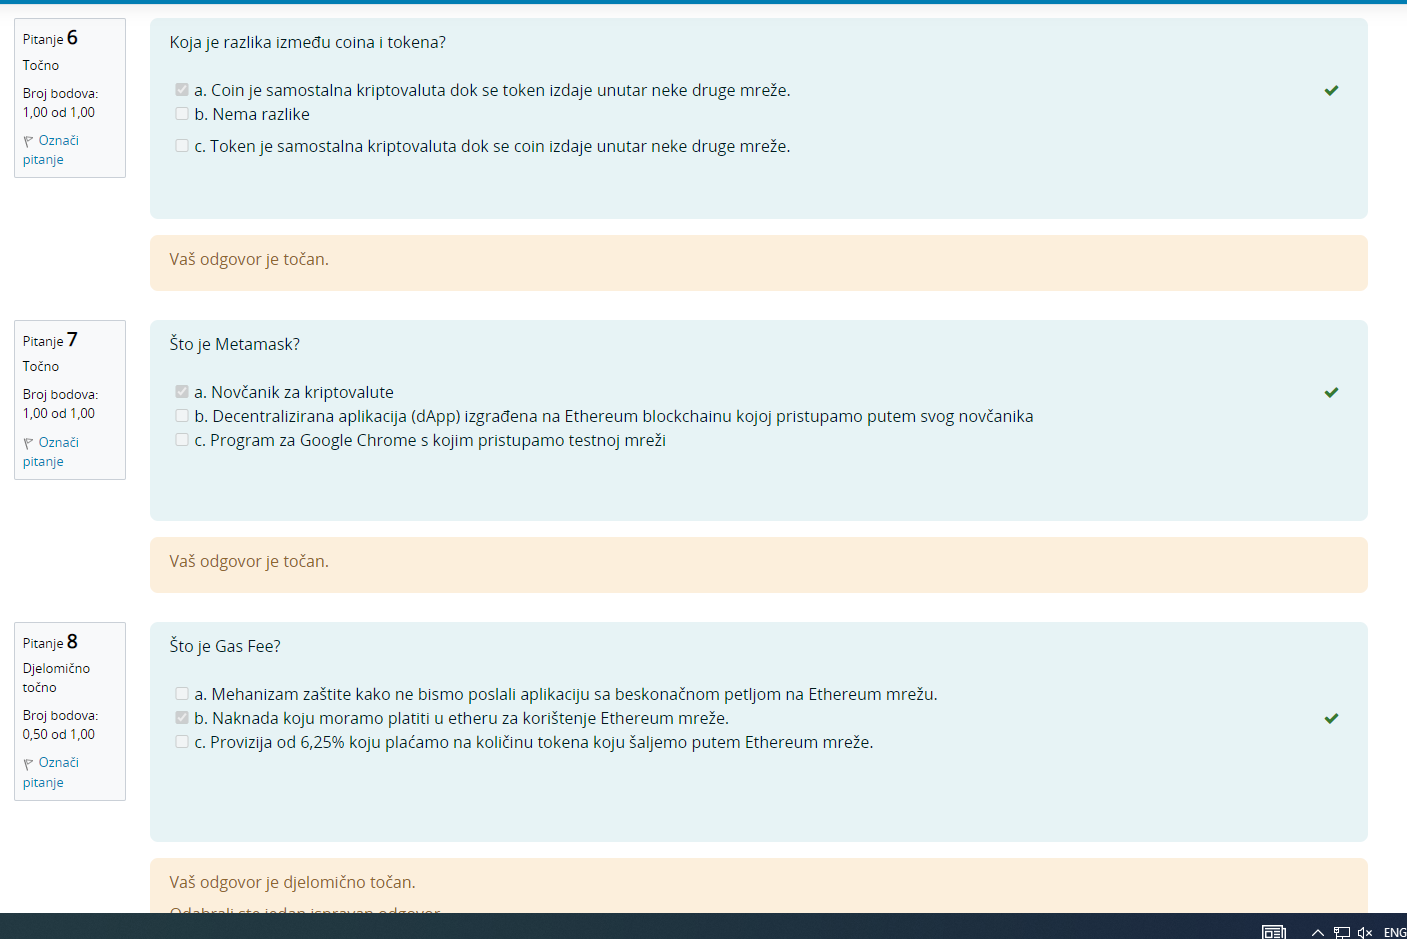 Pitanje 6
Točno
Broj bodova:
1,00 od 1,00
Označi
pitanje
Koja je razlika između coina i tokena?
a. Coin je samostalna kriptovaluta dok se token izdaje unutar neke druge mreže.
b. Nema razlike
c. Token je samostalna kriptovaluta dok se coin izdaje unutar neke druge mreže.
Vaš odgovor je točan.
Pitanje 7
Točno
Broj bodova:
1,00 od 1,00
Označi
pitanje
Što je Metamask?
a. Novčanik za kriptovalute
b. Decentralizirana aplikacija (dApp) izgrađena na Ethereum blockchainu kojoj pristupamo putem svog novčanika
c. Program za Google Chrome s kojim pristupamo testnoj mreži
Vaš odgovor je točan.
Pitanje 8
Djelomično
točno
Broj bodova:
0,50 od 1,00
Označi
pitanje
Što je Gas Fee?
a. Mehanizam zaštite kako ne bismo poslali aplikaciju sa beskonačnom petljom na Ethereum mrežu.
b. Naknada koju moramo platiti u etheru za korištenje Ethereum mreže.
c. Provizija od 6,25% koju plaćamo na količinu tokena koju šaljemo putem Ethereum mreže.
Vaš odgovor je djelomično točan.
Odabrali ste jedan ispravan odgovor.
ENG